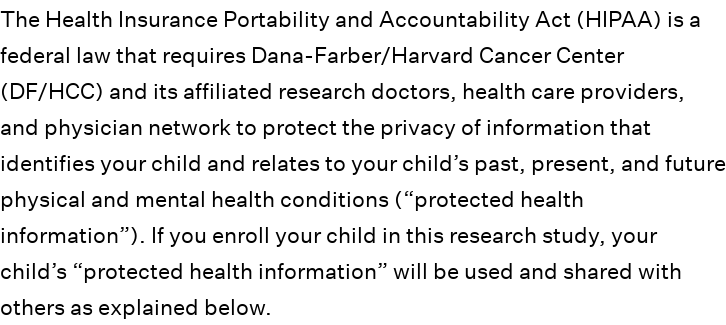 The Health Insurance Portability and Accountability Act (HIPAA) is a
federal law that requires Dana-Farber/Harvard Cancer Center
(DF/HCC) and its affiliated research doctors, health care providers,
and physician network to protect the privacy of information that
identifies your child and relates to your child’s past, present, and future
physical and mental health conditions (“protected health
information”). If you enroll your child in this research study, your
child’s “protected health information” will be used and shared with
others as explained below.